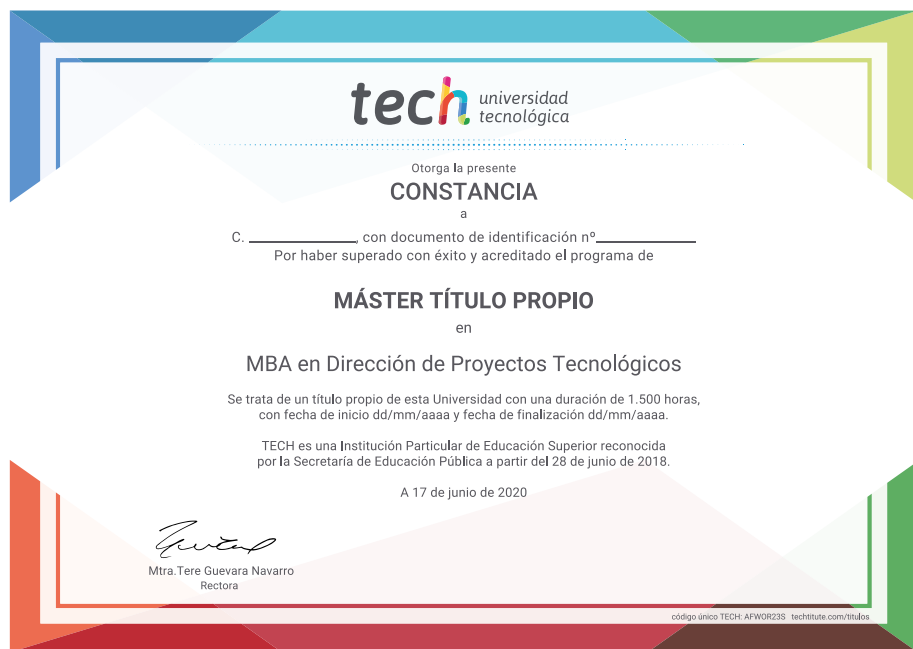 tech universidad
tecnológica
Otorga la presente
CONSTANCIA
a
C. ____________, con documento de identificación nº___________
Por haber superado con éxito y acreditado el programa de
MÁSTER TÍTULO PROPIO
en
MBA en Dirección de Proyectos Tecnológicos
Se trata de un título propio de esta Universidad con una duración de 1.500 horas,
con fecha de inicio dd/mm/aaaa y fecha de finalización dd/mm/aaaa.
TECH es una Institución Particular de Educación Superior reconocida
por la Secretaría de Educación Pública a partir del 28 de junio de 2018.
A 17 de junio de 2020
Mtra.Tere Guevara Navarro
Rectora
código único TECH: AFWOR23S techtitute.com/titulos